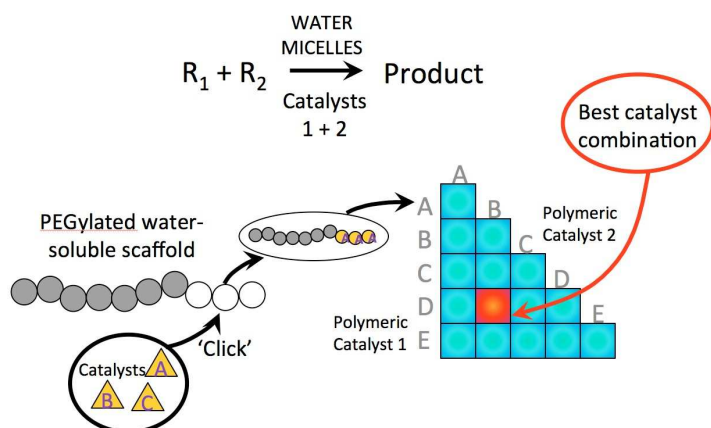 WATER
MICELLES
R₁ + R₂
Product
Catalysts
1 + 2
Best catalyst
combination
PEGylated water-
soluble scaffold
A A A
'Click'
Catalysts
A
B
C
A
B
C
D
E
A
B
C
D
E
Polymeric
Catalyst 2
Polymeric
Catalyst 1